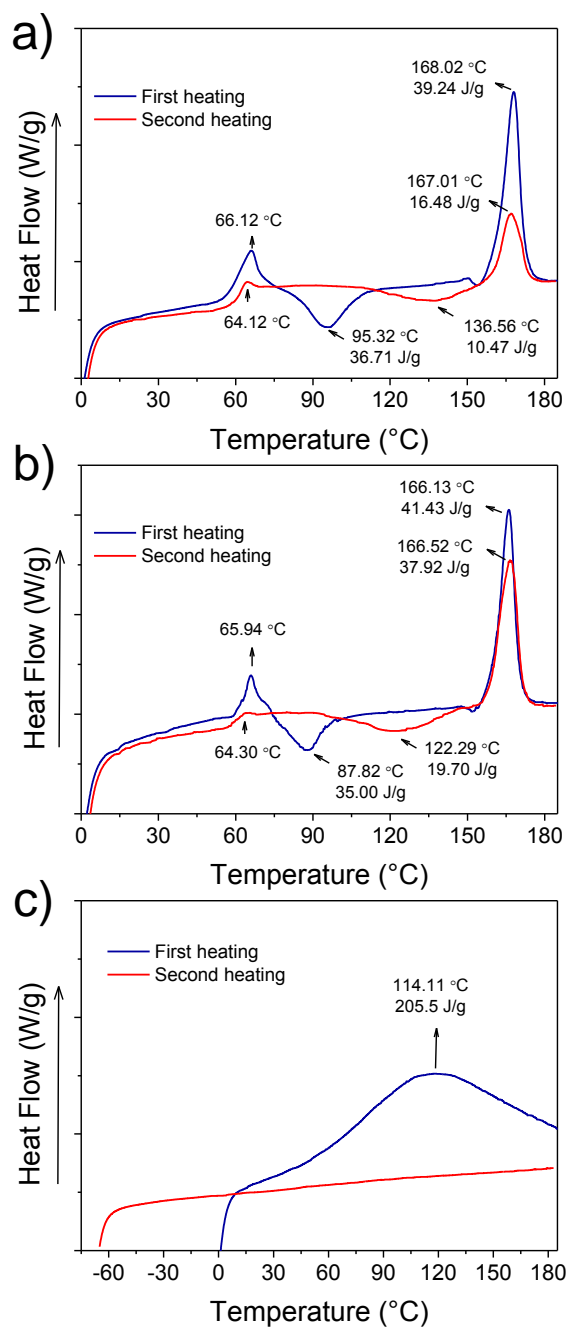 a)
Heat Flow (W/g)
First heating
Second heating
168.02 °C
39.24 J/g
167.01 °C
16.48 J/g
66.12 °C
64.12 °C
95.32 °C
36.71 J/g
136.56 °C
10.47 J/g
0 30 60 90 120 150 180
Temperature (°C)
b)
Heat Flow (W/g)
First heating
Second heating
166.13 °C
41.43 J/g
166.52 °C
37.92 J/g
65.94 °C
64.30 °C
87.82 °C
35.00 J/g
122.29 °C
19.70 J/g
0 30 60 90 120 150 180
Temperature (°C)
c)
Heat Flow (W/g)
First heating
Second heating
114.11 °C
205.5 J/g
-60 -30 0 30 60 90 120 150 180
Temperature (°C)